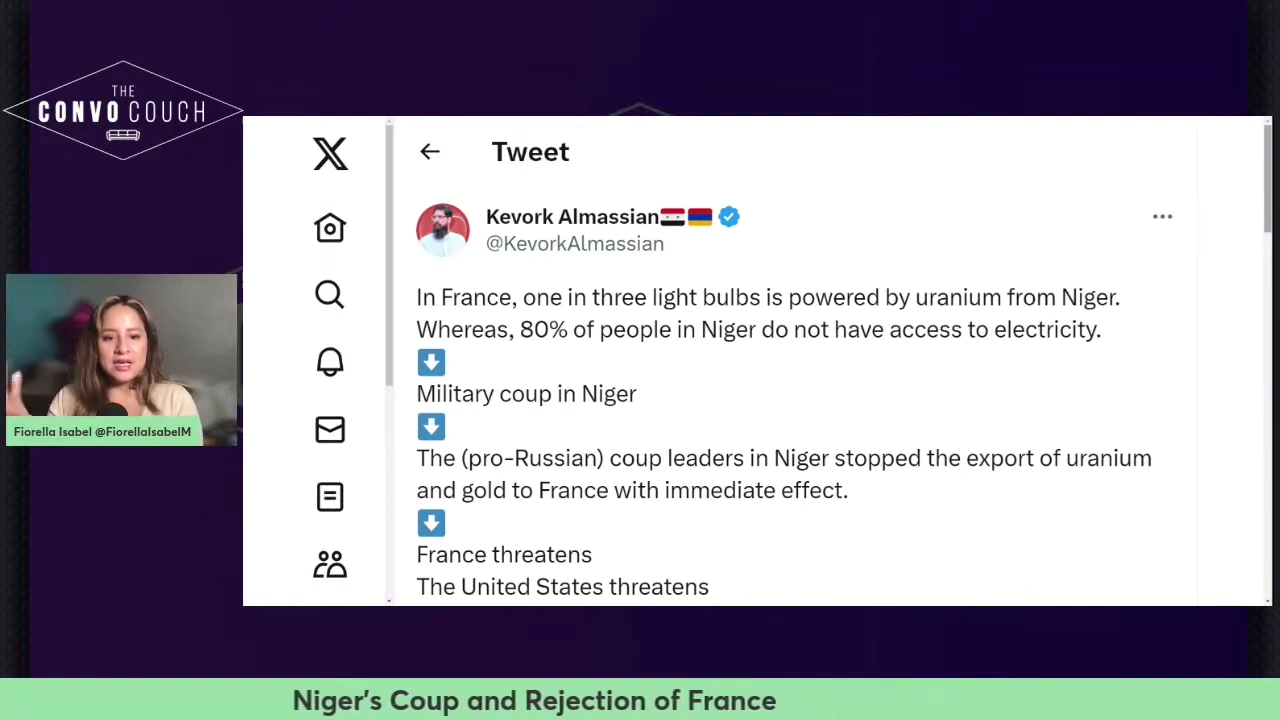 THE
CONVO COUCH
Tweet
Kevork Almassian
@KevorkAlmassian
In France, one in three light bulbs is powered by uranium from Niger.
Whereas, 80% of people in Niger do not have access to electricity.
Military coup in Niger
The (pro-Russian) coup leaders in Niger stopped the export of uranium
and gold to France with immediate effect.
France threatens
The United States threatens
Fiorella Isabel @FiorellaIsabelM
Niger's Coup and Rejection of France